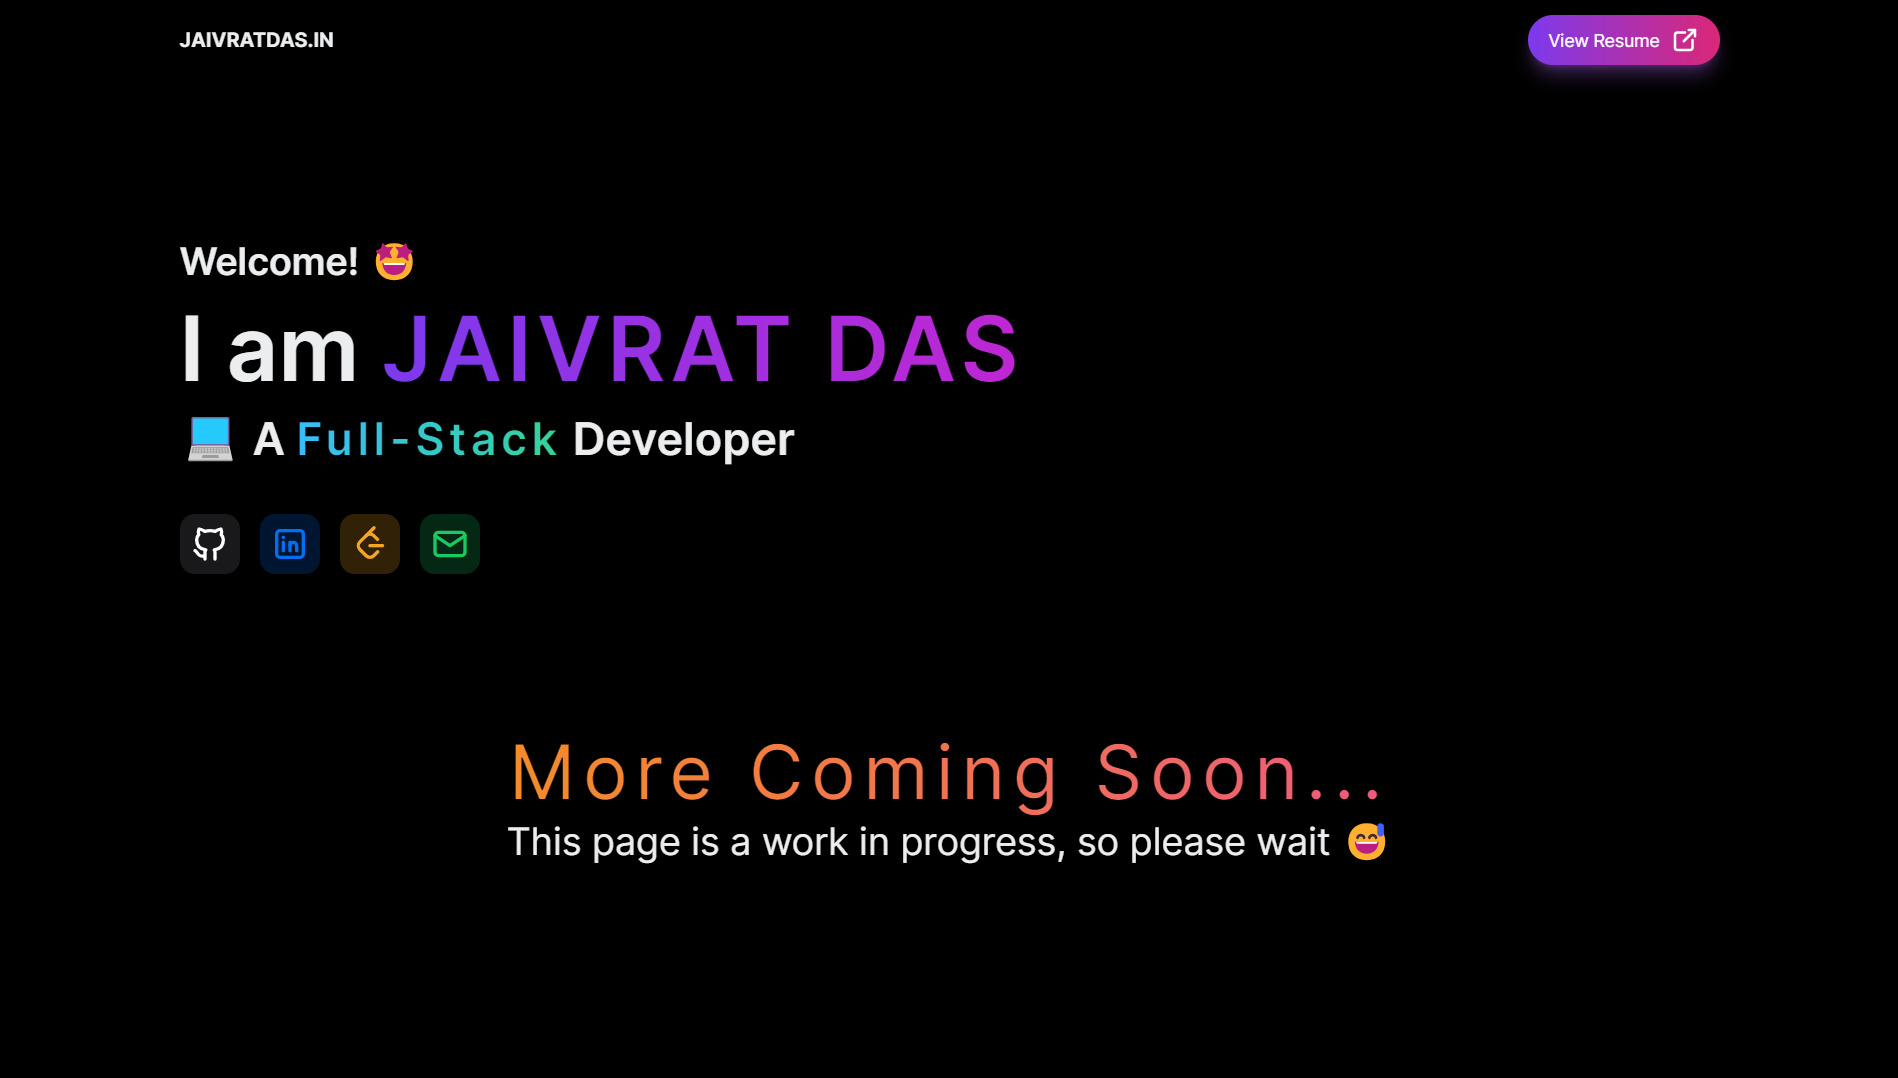 JAIVRATDAS.IN
View Resume
Welcome! 🤩
I am JAIVRAT DAS
💻 A Full-Stack Developer
in
More Coming Soon...
This page is a work in progress, so please wait 😅